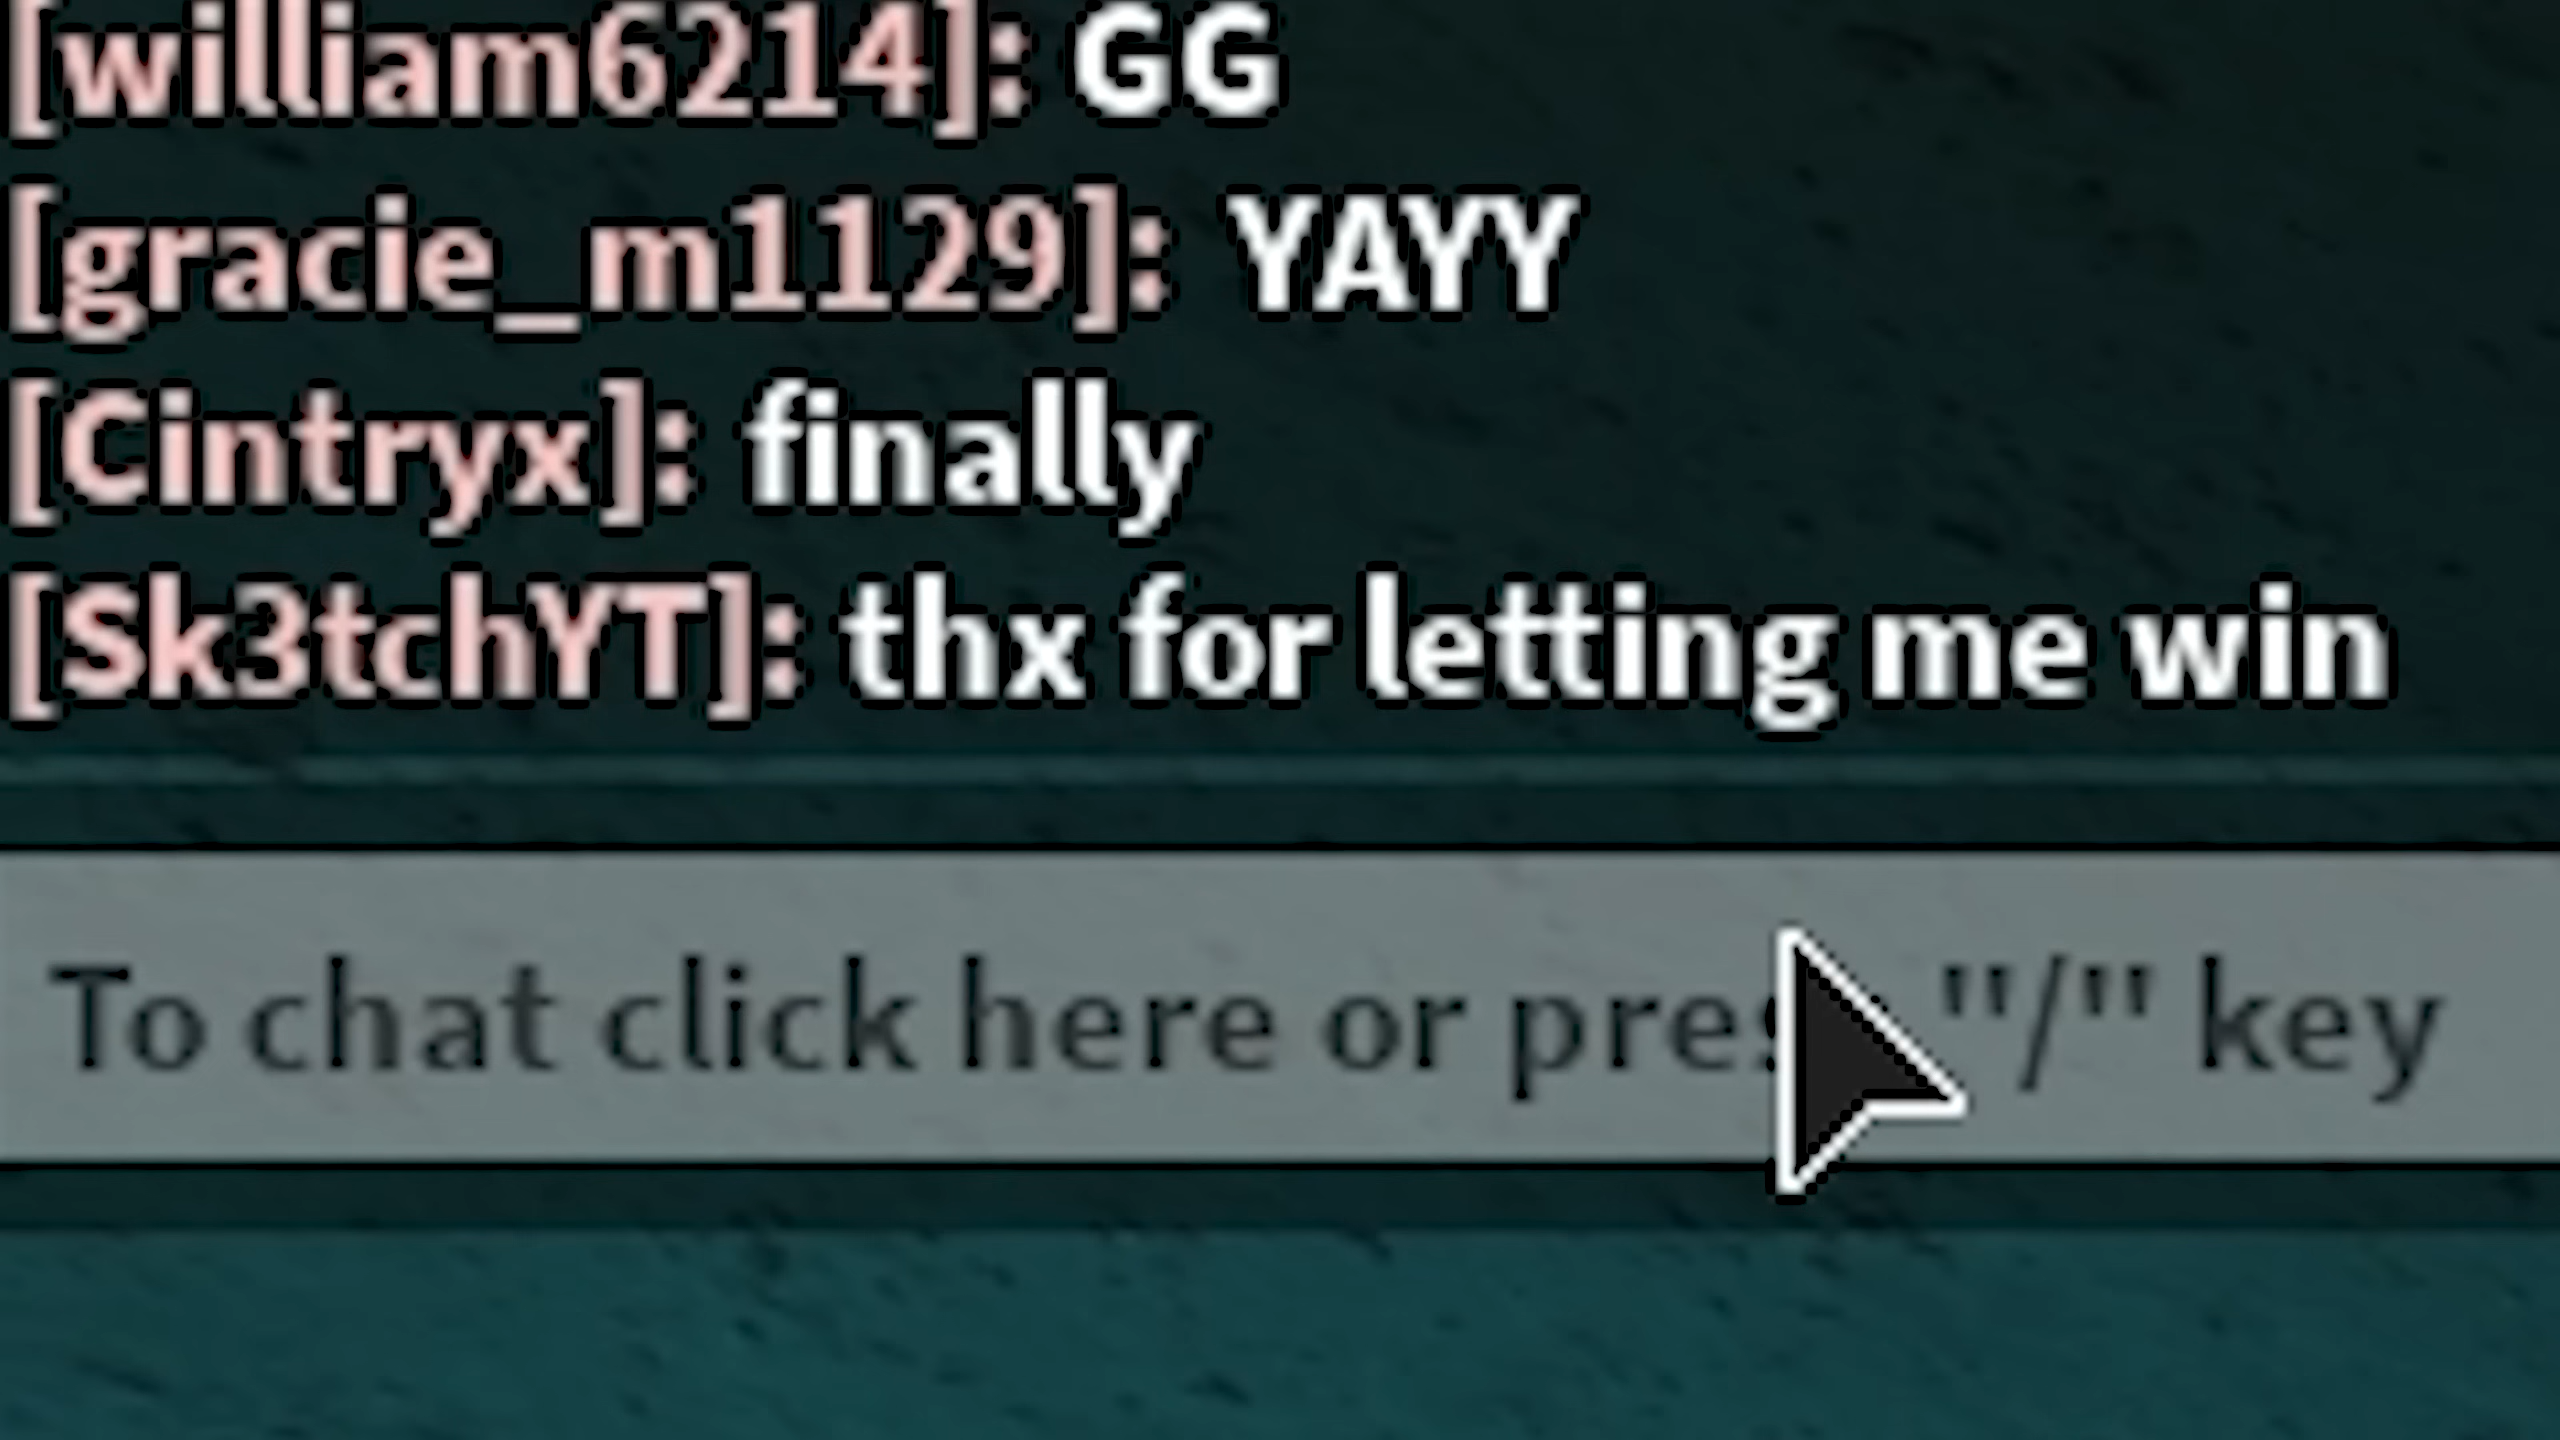 [william6214]: GG
[gracie_m1129]: YAYY
[Cintryx]: finally
[Sk3tchYT]: thx for letting me win
To chat click here or press "/" key